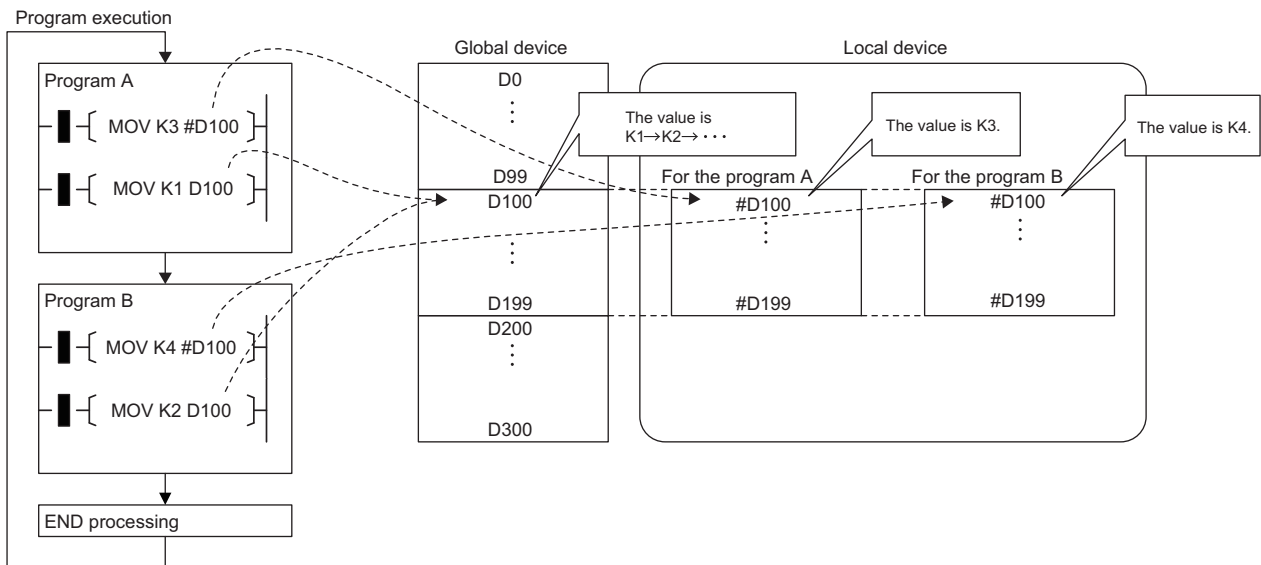 Program execution
Program A
MOV K3 #D100
MOV K1 D100
Program B
MOV K4 #D100
MOV K2 D100
END processing
Global device
D0
D99
D100
D199
D200
D300
The value is
K1→K2→ · · ·
Local device
For the program A
#D100
#D199
The value is K3.
For the program B
#D100
#D199
The value is K4.